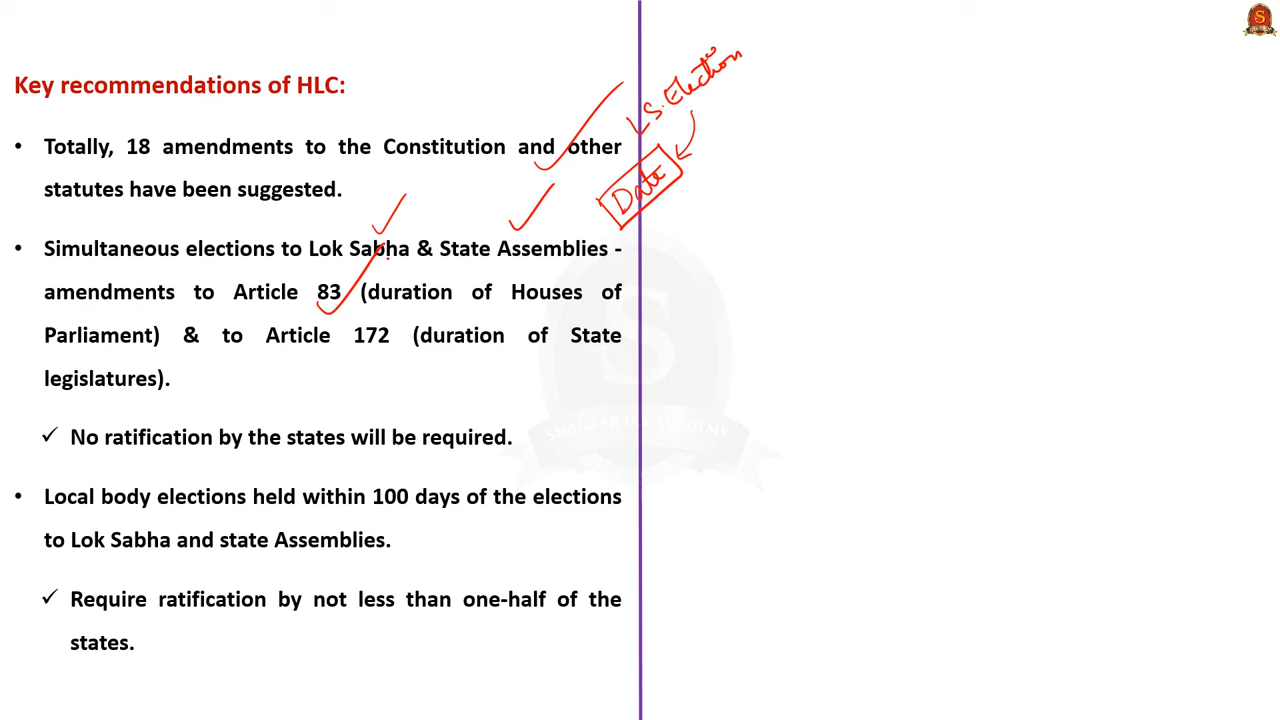 Key recommendations of HLC:
• Totally, 18 amendments to the Constitution and other
statutes have been suggested.
• Simultaneous elections to Lok Sabha & State Assemblies -
amendments to Article 83 (duration of Houses of
Parliament) & to Article 172 (duration of State
legislatures).
✓ No ratification by the states will be required.
• Local body elections held within 100 days of the elections
to Lok Sabha and state Assemblies.
✓ Require ratification by not less than one-half of the
states.
LS. Election
Date
S
SHANKAR IAS ACADEMY